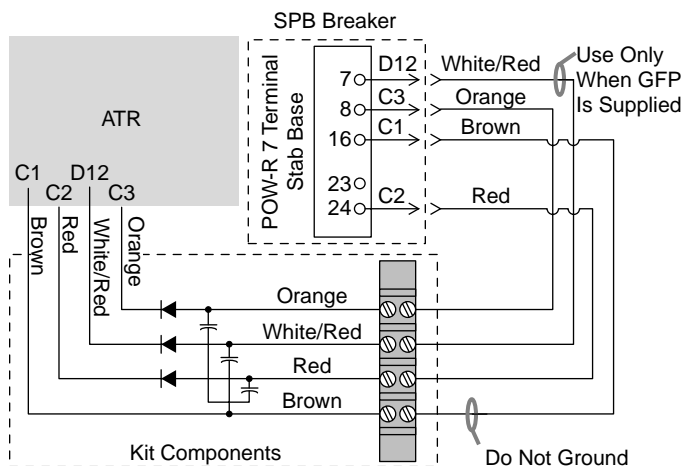 SPB Breaker
ATR
C1
C2
D12
C3
Brown
Red
White/Red
Orange
POW-R 7 Terminal
Stab Base
7
8
16
23
24
D12
C3
C1
C2
White/Red
Orange
Brown
Red
Use Only
When GFP
Is Supplied
Orange
White/Red
Red
Brown
Kit Components
Do Not Ground